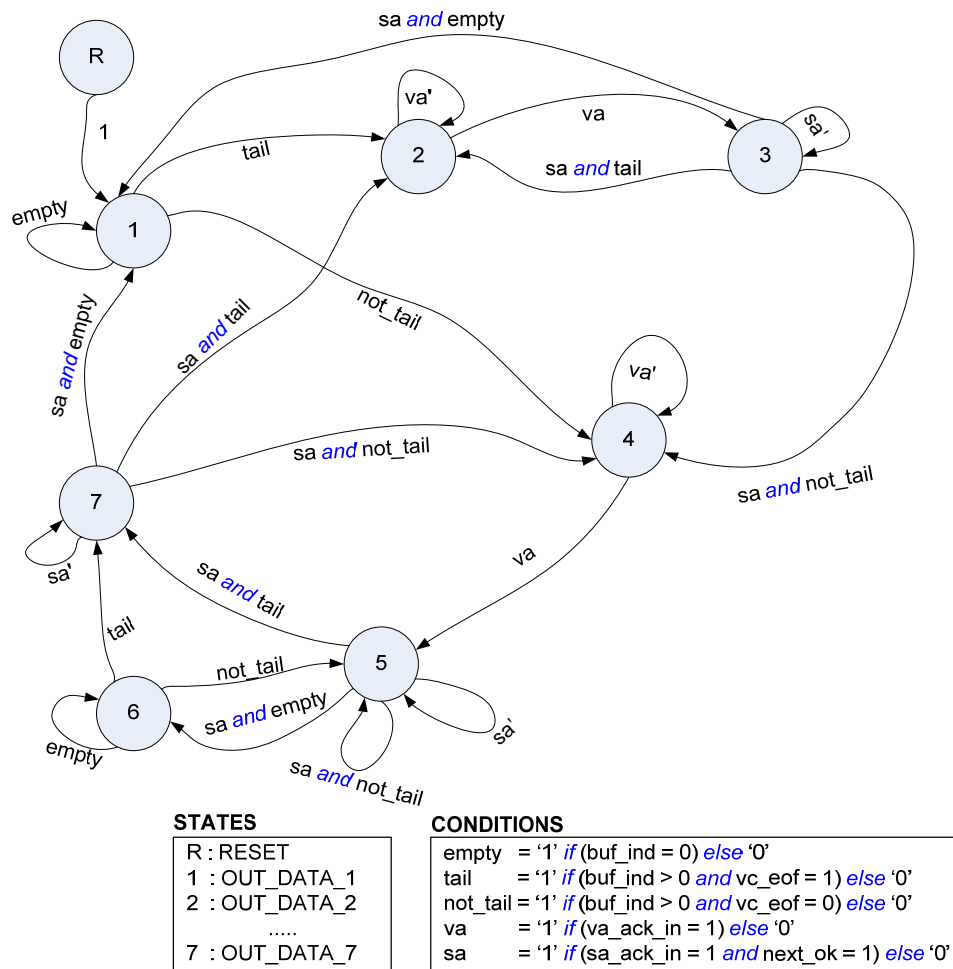 sa and empty
R
va'
1
va
sa'
tail
2
3
sa and tail
empty
1
not_tail
sa and empty
sa and tail
va'
4
sa and not_tail
sa and not_tail
7
va
sa'
sa and tail
tail
not_tail
5
6
sa and empty
sa'
empty
sa and not_tail
STATES
R : RESET
1 : OUT_DATA_1
2 : OUT_DATA_2
.....
7 : OUT_DATA_7
CONDITIONS
empty = ‘1’ if (buf_ind = 0) else ‘0’
tail = ‘1’ if (buf_ind > 0 and vc_eof = 1) else ‘0’
not_tail = ‘1’ if (buf_ind > 0 and vc_eof = 0) else ‘0’
va = ‘1’ if (va_ack_in = 1) else ‘0’
sa = ‘1’ if (sa_ack_in = 1 and next_ok = 1) else ‘0’